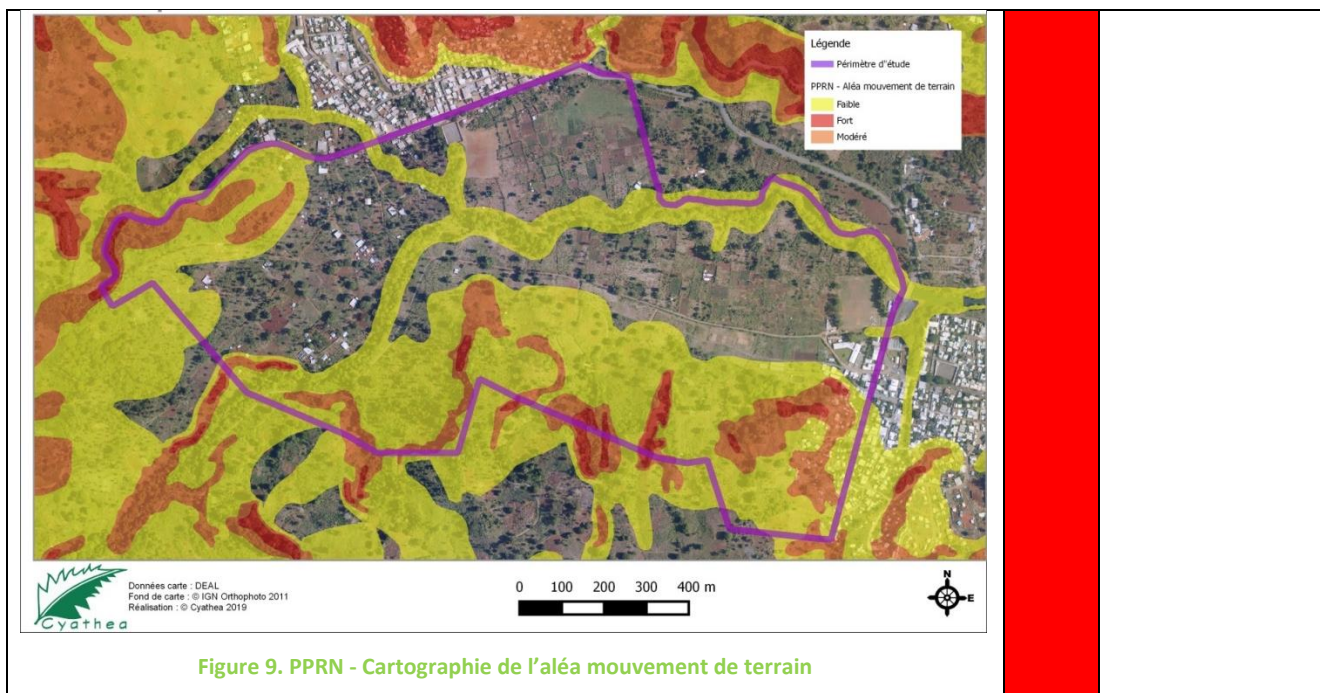 Légende
Périmètre d'étude
PPRN - Aléa mouvement de terrain
Faible
Fort
Modéré
Cyathea
Données carte : DEAL
Fond de carte : © IGN Orthophoto 2011
Réalisation : © Cyathea 2019
0 100 200 300 400 m
N
E
Figure 9. PPRN - Cartographie de l’aléa mouvement de terrain